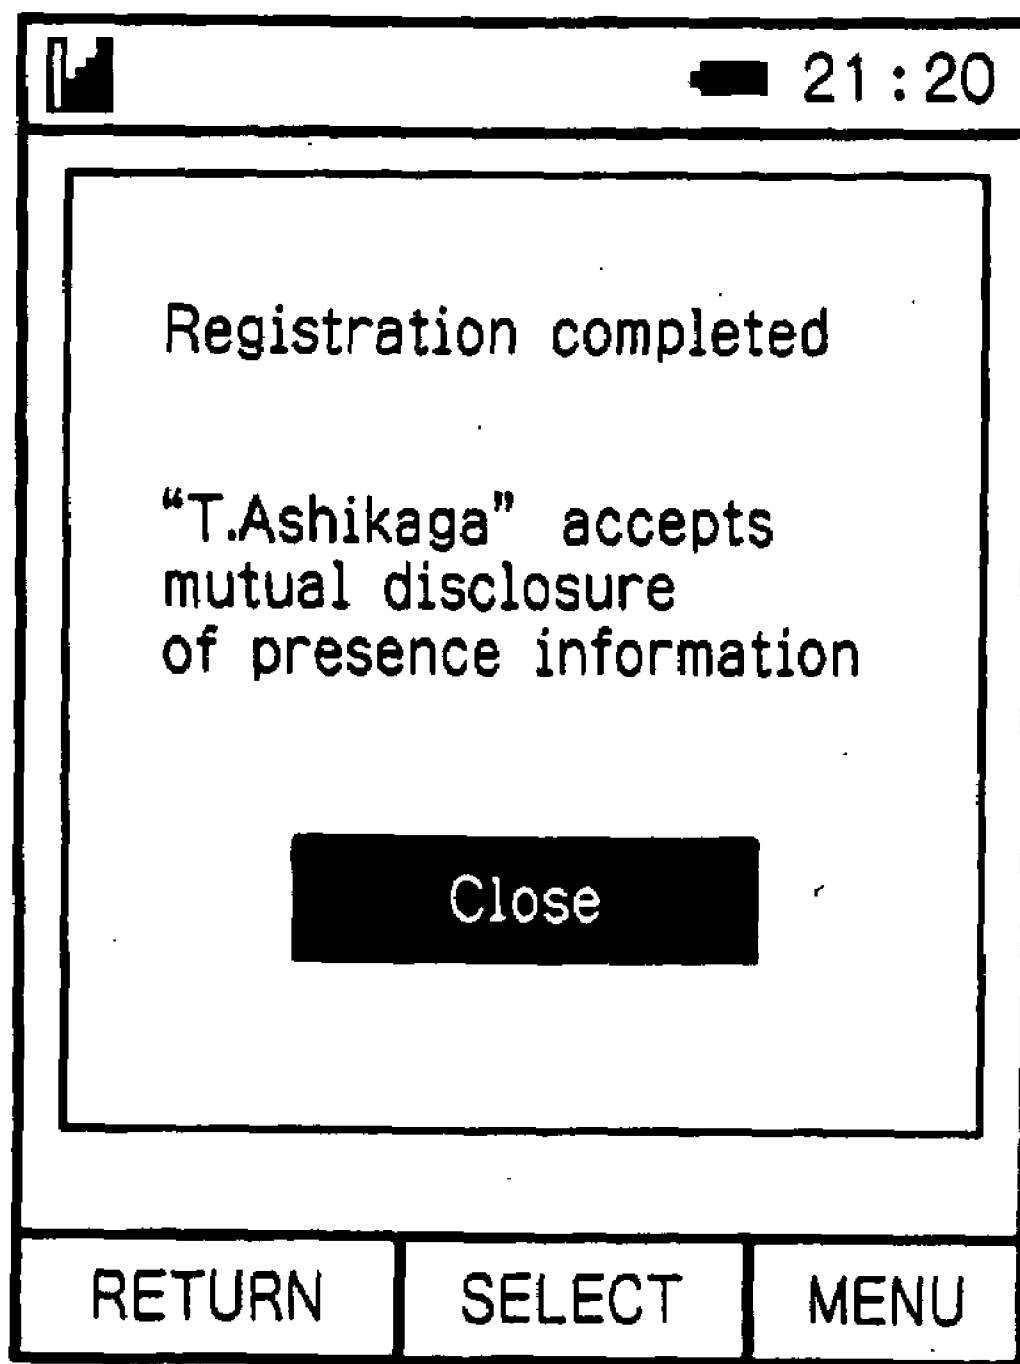 21:20
Registration completed
“T.Ashikaga” accepts
mutual disclosure
of presence information
Close
RETURN SELECT MENU